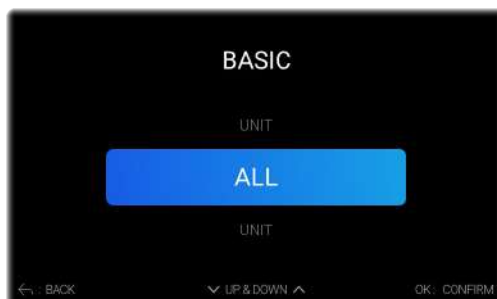 BASIC
UNIT
ALL
UNIT
: BACK UP & DOWN OK : CONFIRM